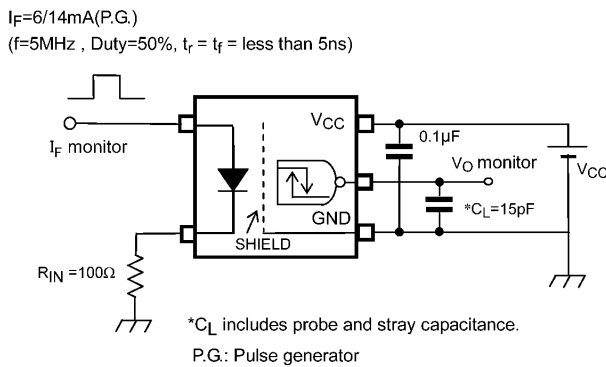 IF=6/14mA(P.G.)
(f=5MHz , Duty=50%, tr = tf = less than 5ns)
VCC
0.1µF
IF monitor
VO monitor
VCC
GND
*CL=15pF
SHIELD
RIN =100Ω
*CL includes probe and stray capacitance.
P.G.: Pulse generator